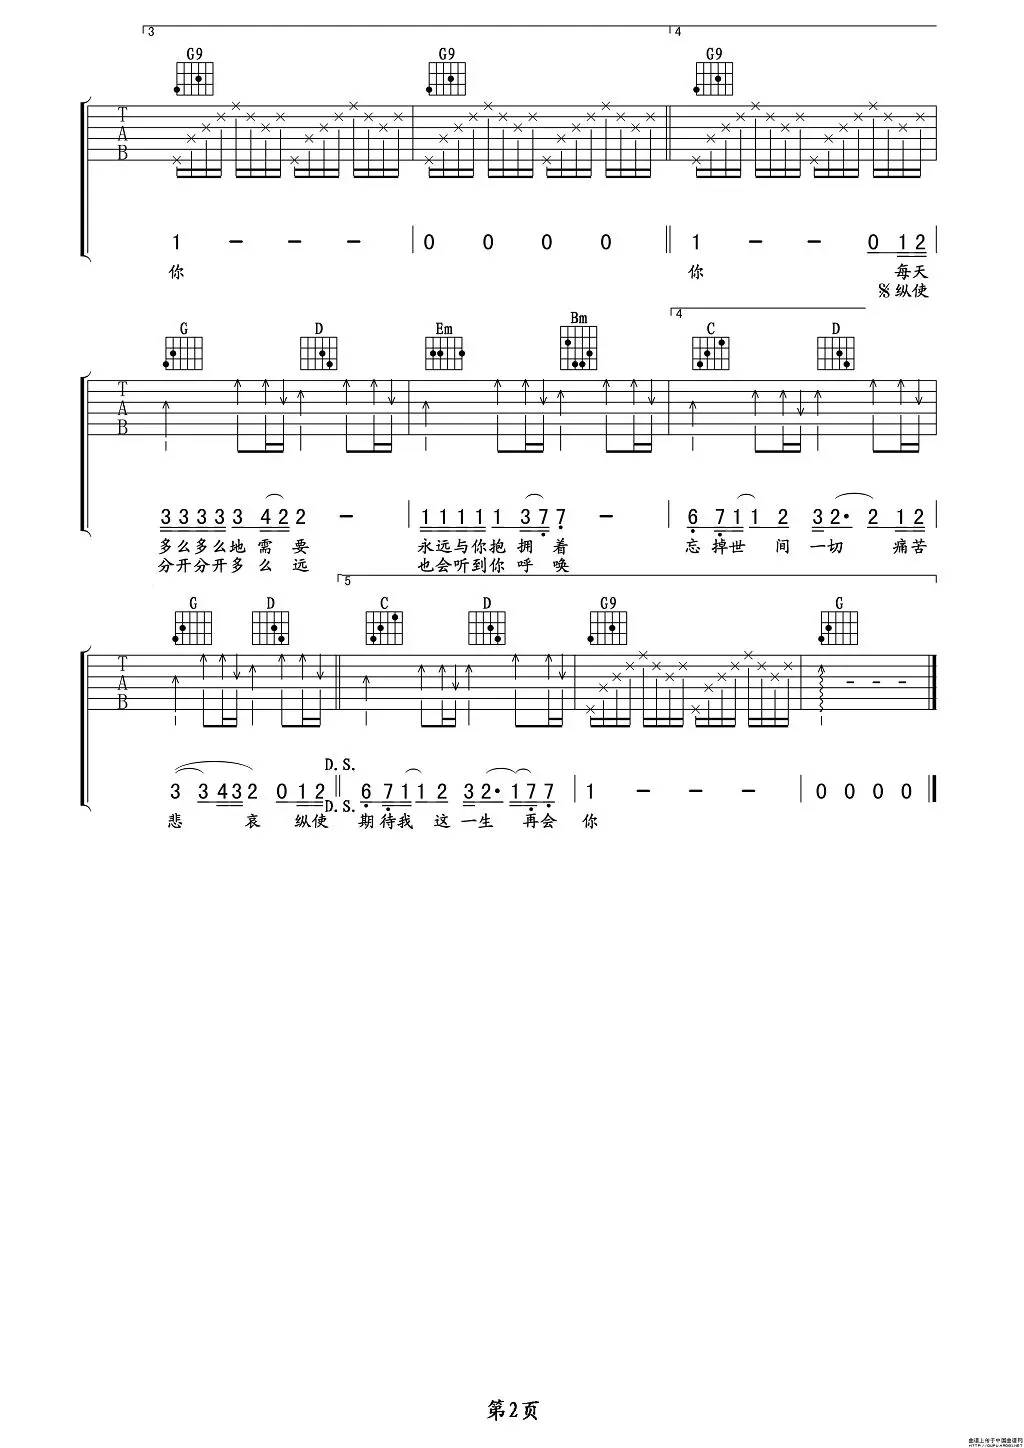 3 4
G9 G9 G9
T
A
B
1 - - - 0 0 0 0 1 - - 0 1 2
你 你 每天
纵使
G D Em Bm 4 C D
T
A
B
3 3 3 3 3 4 2 2 - 1 1 1 1 1 3 7 7 - 6 7 1 1 2 3 2· 2 1 2
多么多么地需要 永远与你抱拥着 忘掉世间一切 痛苦
分开分开多么远 也会听到你呼唤
5
G D C D G9 G
T
A
B
D.S.
3 3 4 3 2 0 1 2 6 7 1 1 2 3 2· 1 7 7 1 - - - 0 0 0 0
D.S.
悲 哀 纵使 期待我 这一生 再会 你
第2页